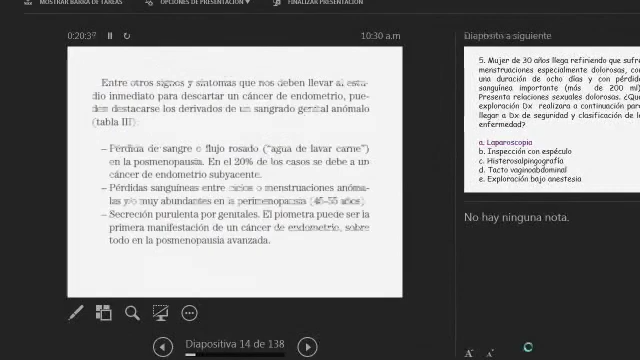 MOSTRAR BARRA DE TAREAS
OPCIONES DE PRESENTACIÓN ▼
FINALIZAR PRESENTACIÓN
0:20:37
10:30 a.m
Entre otros signos y síntomas que nos deben llevar al estu-
dio inmediato para descartar un cáncer de endometrio, pue-
den destacarse los derivados de un sangrado genital anómalo
(tabla III):
– Pérdida de sangre o flujo rosado ("agua de lavar carne")
en la posmenopausia. En el 20% de los casos se debe a un
cáncer de endometrio subyacente.
– Pérdidas sanguíneas entre ciclos o menstruaciones anóma-
las y/o muy abundantes en la perimenopausia (45-55 años).
– Secreción purulenta por genitales. El piometra puede ser la
primera manifestación de un cáncer de endometrio, sobre
todo en la posmenopausia avanzada.
Diapositiva 14 de 138
Diapositiva siguiente
5. Mujer de 30 años llega refiriendo que sufre
menstruaciones especialmente dolorosas, co
una duración de ocho días y con pérdid
sanguínea importante (más de 200 ml)
Presenta relaciones sexuales dolorosas. ¿Qu
exploración Dx realizara a continuación par
llegar a Dx de seguridad y clasificación de l
enfermedad?
a. Laparoscopia
b. Inspección con espéculo
c. Histerosalpingografía
d. Tacto vaginoabdominal
e. Exploración bajo anestesia
No hay ninguna nota.
A A